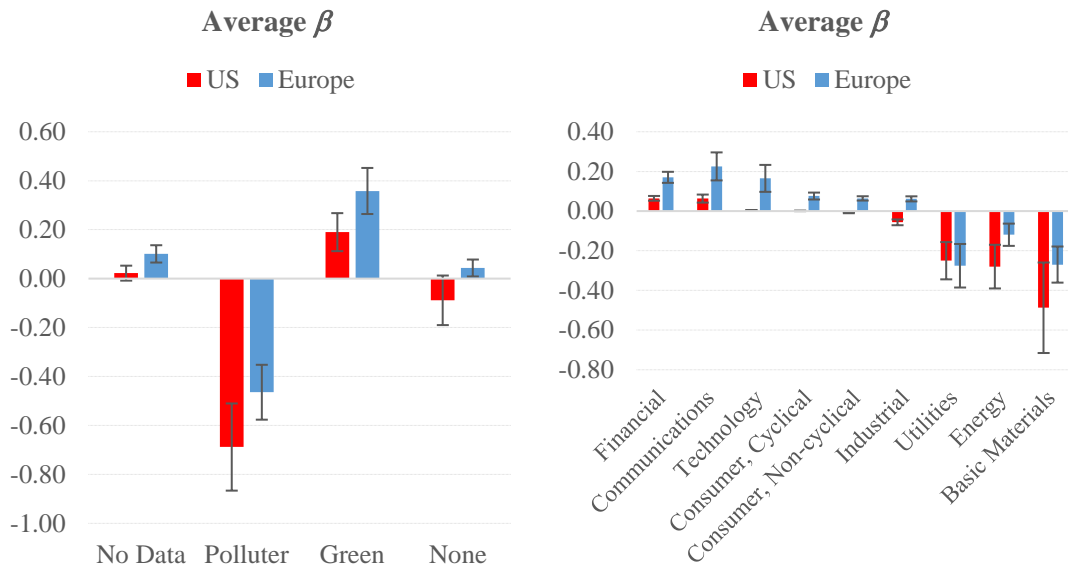 Average β
US Europe
0.60
0.40
0.20
0.00
-0.20
-0.40
-0.60
-0.80
-1.00
No Data Polluter Green None
Average β
US Europe
0.40
0.20
0.00
-0.20
-0.40
-0.60
-0.80
Financial
Communications
Technology
Consumer, Cyclical
Consumer, Non-cyclical
Industrial
Utilities
Energy
Basic Materials